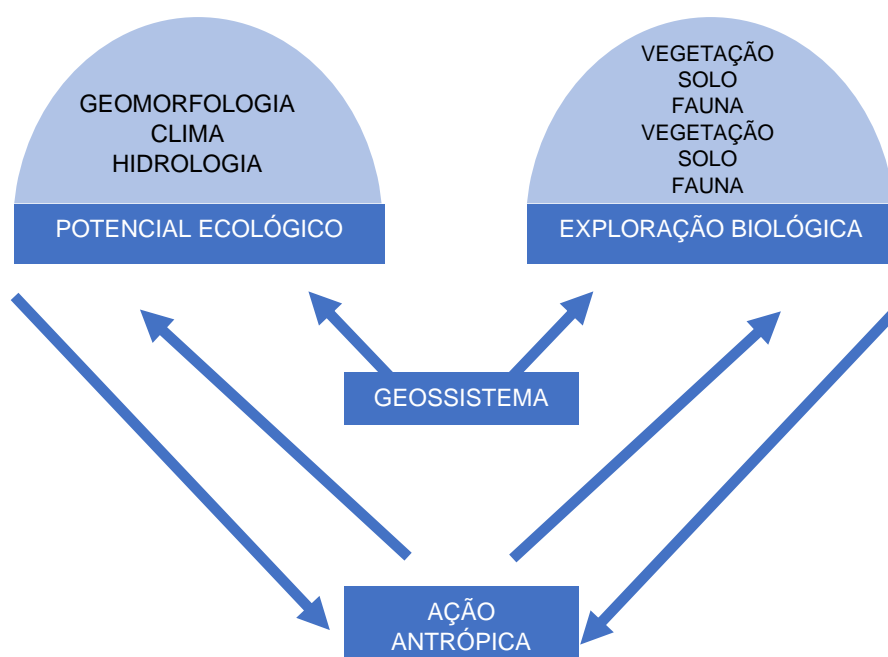 GEOMORFOLOGIA
CLIMA
HIDROLOGIA
POTENCIAL ECOLÓGICO
VEGETAÇÃO
SOLO
FAUNA
VEGETAÇÃO
SOLO
FAUNA
EXPLORAÇÃO BIOLÓGICA
GEOSSISTEMA
AÇÃO
ANTRÓPICA